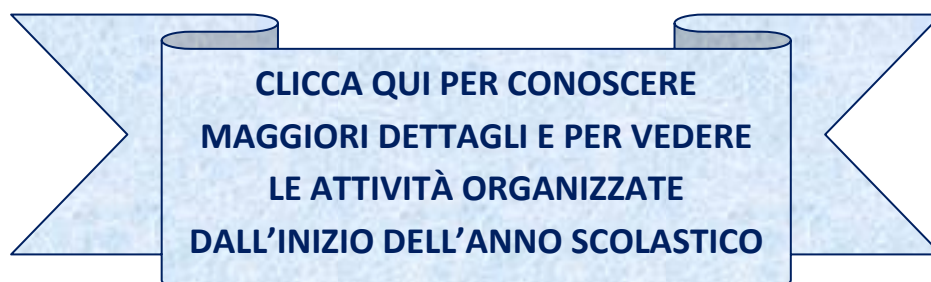 CLICCA QUI PER CONOSCERE
MAGGIORI DETTAGLI E PER VEDERE
LE ATTIVITÀ ORGANIZZATE
DALL’INIZIO DELL’ANNO SCOLASTICO